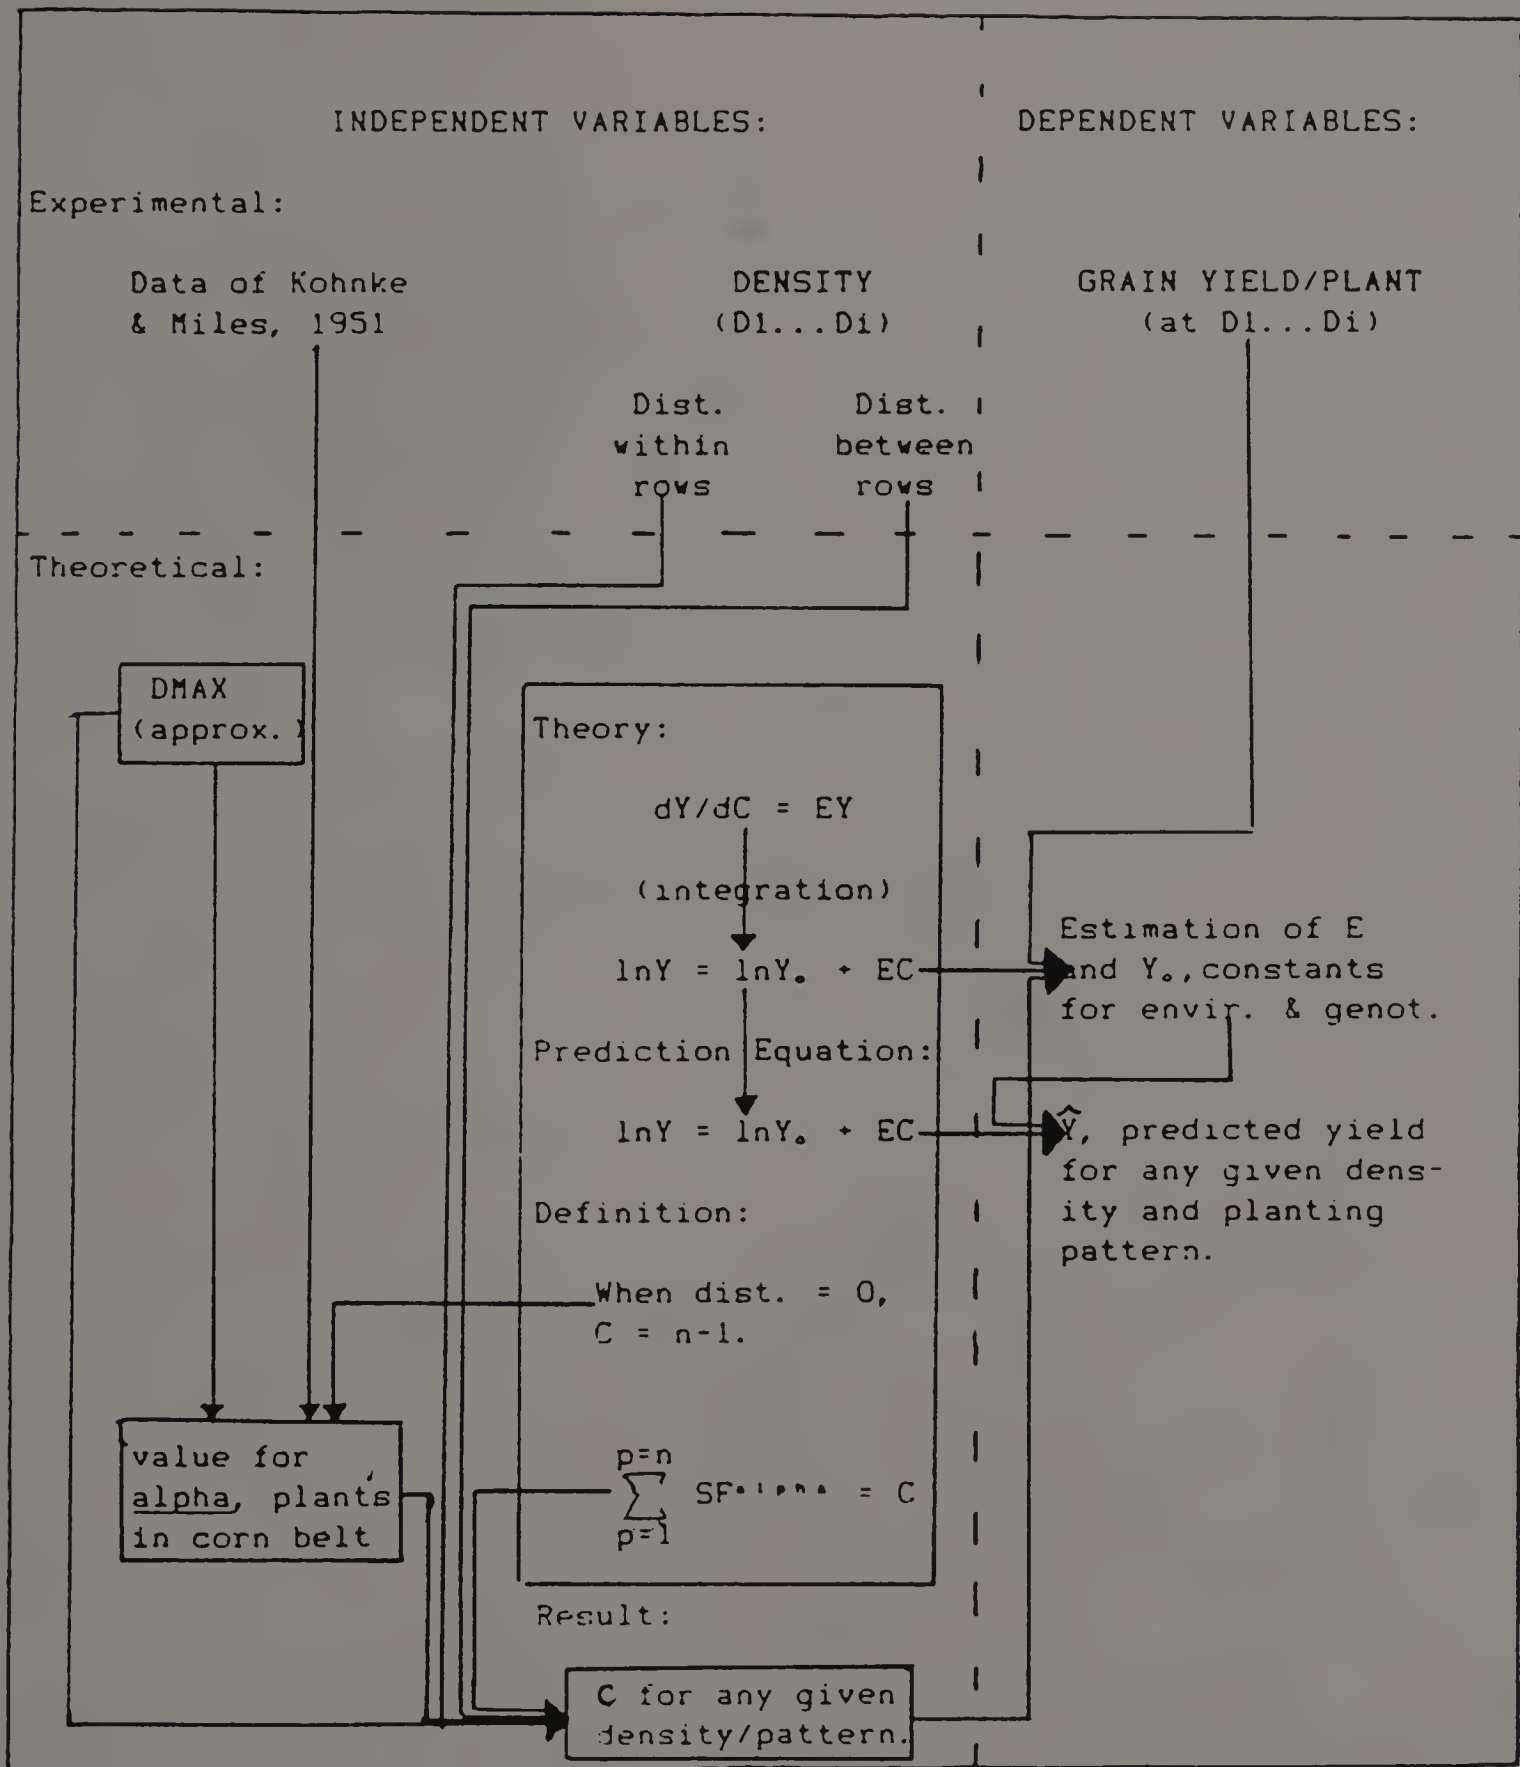 INDEPENDENT VARIABLES:
DEPENDENT VARIABLES:
Experimental:
Data of Kohnke
& Miles, 1951
DENSITY
(D1...Di)
GRAIN YIELD/PLANT
(at D1...Di)
Dist.
within
rows
Dist.
between
rows
Theoretical:
DMAX
(approx.)
Theory:
dY/dC = EY
(integration)
lnY = lnY₀ + EC
Prediction Equation:
lnY = lnY₀ + EC
Definition:
When dist. = 0,
C = n-1.
p=n
∑ SF^alpha = C
p=1
Estimation of E
and Y₀, constants
for envir. & genot.
Ŷ, predicted yield
for any given dens-
ity and planting
pattern.
value for
alpha, plants
in corn belt
Result:
C for any given
density/pattern.